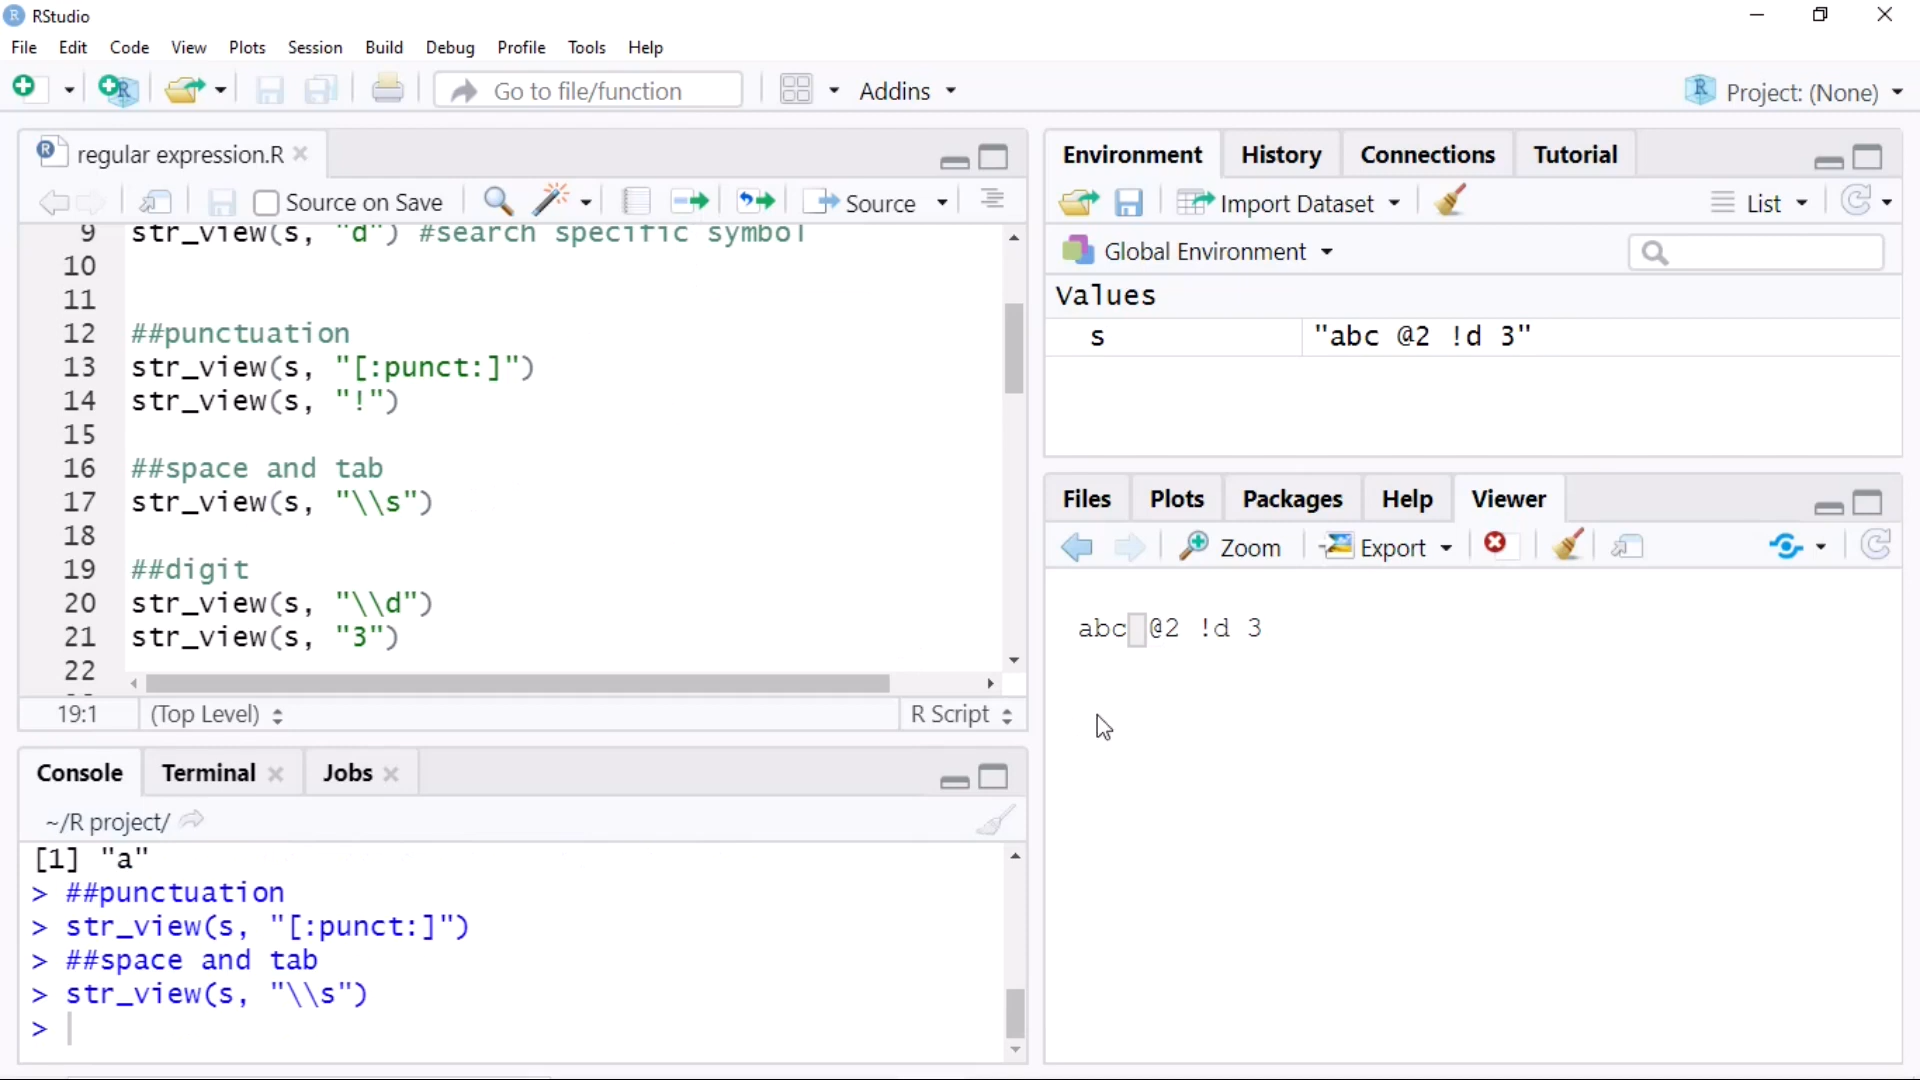 RStudio
File Edit Code View Plots Session Build Debug Profile Tools Help
Go to file/function Addins Project: (None)
regular expression.R
Source on Save Source
9 str_view(s, "d") #search specific symbol
10
11
12 ##punctuation
13 str_view(s, "[:punct:]")
14 str_view(s, "!")
15
16 ##space and tab
17 str_view(s, "\\s")
18
19 ##digit
20 str_view(s, "\\d")
21 str_view(s, "3")
22
19:1 (Top Level) R Script
Console Terminal Jobs
~/R project/
[1] "a"
> ##punctuation
> str_view(s, "[:punct:]")
> ##space and tab
> str_view(s, "\\s")
>
Environment History Connections Tutorial
Import Dataset List
Global Environment
Values
s "abc @2 !d 3"
Files Plots Packages Help Viewer
Zoom Export
abc @2 !d 3